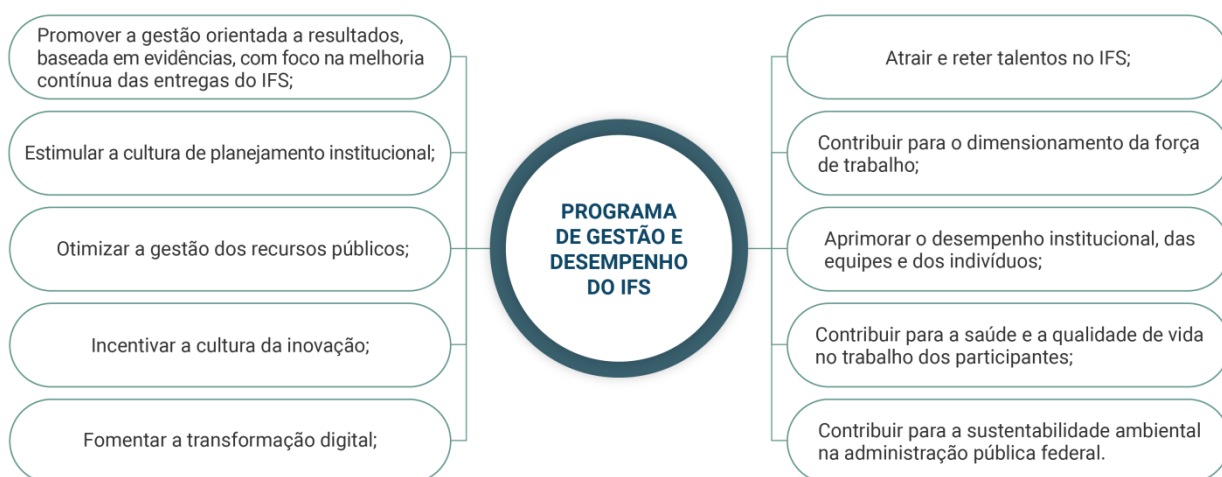 Promover a gestão orientada a resultados,
baseada em evidências, com foco na melhoria
contínua das entregas do IFS;
Estimular a cultura de planejamento institucional;
Otimizar a gestão dos recursos públicos;
Incentivar a cultura da inovação;
Fomentar a transformação digital;
PROGRAMA
DE GESTÃO E
DESEMPENHO
DO IFS
Atrair e reter talentos no IFS;
Contribuir para o dimensionamento da força
de trabalho;
Aprimorar o desempenho institucional, das
equipes e dos indivíduos;
Contribuir para a saúde e a qualidade de vida
no trabalho dos participantes;
Contribuir para a sustentabilidade ambiental
na administração pública federal.